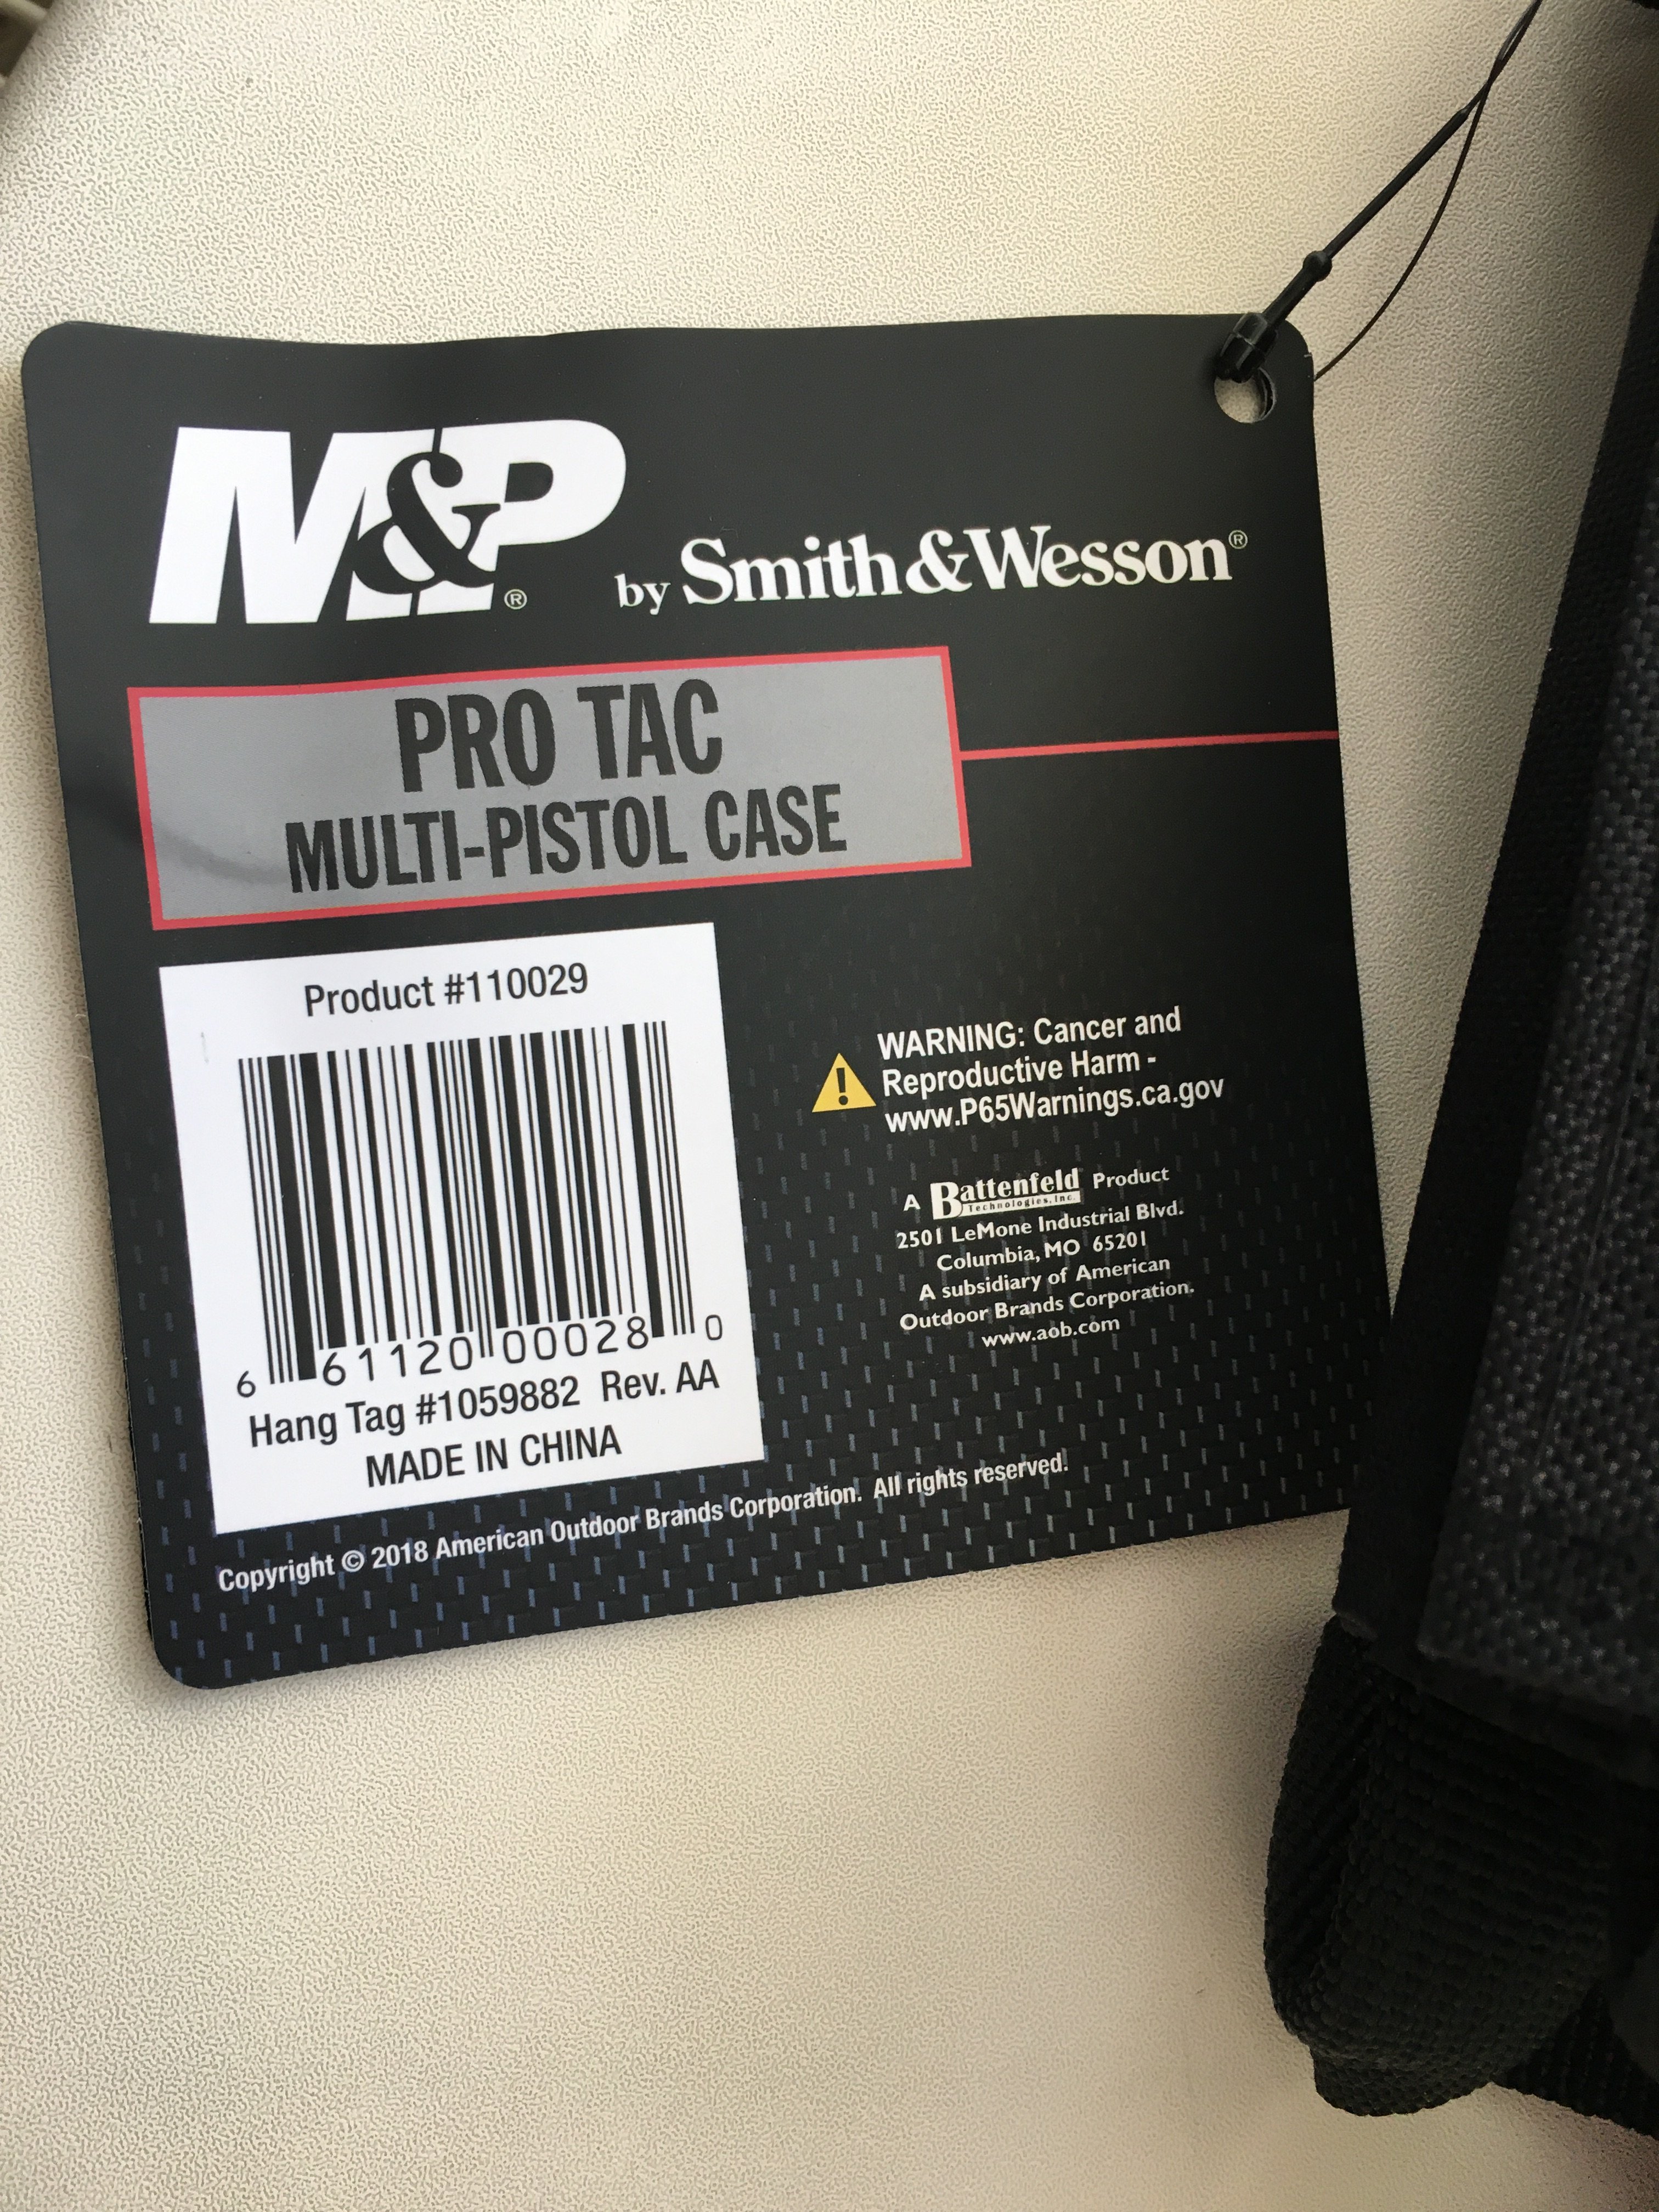 M&P® by Smith&Wesson®
PRO TAC
MULTI-PISTOL CASE
Product #110029
6 61120 00028 0
Hang Tag #1059882 Rev. AA
MADE IN CHINA
WARNING: Cancer and
Reproductive Harm -
www.P65Warnings.ca.gov
A Battenfeld Technologies, Inc. Product
2501 LeMone Industrial Blvd.
Columbia, MO 65201
A subsidiary of American
Outdoor Brands Corporation.
www.aob.com
Copyright © 2018 American Outdoor Brands Corporation. All rights reserved.